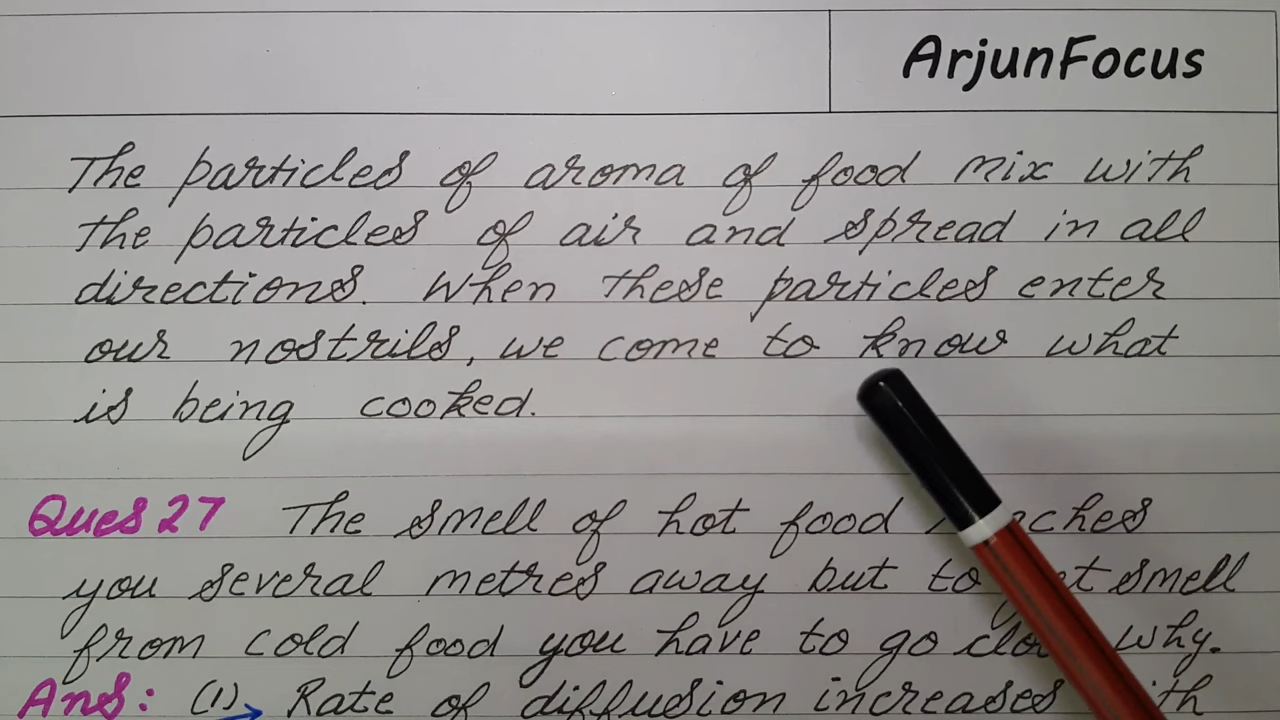 ArjunFocus
The particles of aroma of food mix with
the particles of air and spread in all
directions. When these particles enter
our nostrils, we come to know what
is being cooked.
Ques 27 The smell of hot food
you several metres away but to smell
from cold food you have to go why.
Ans: (1) Rate of diffusion increases